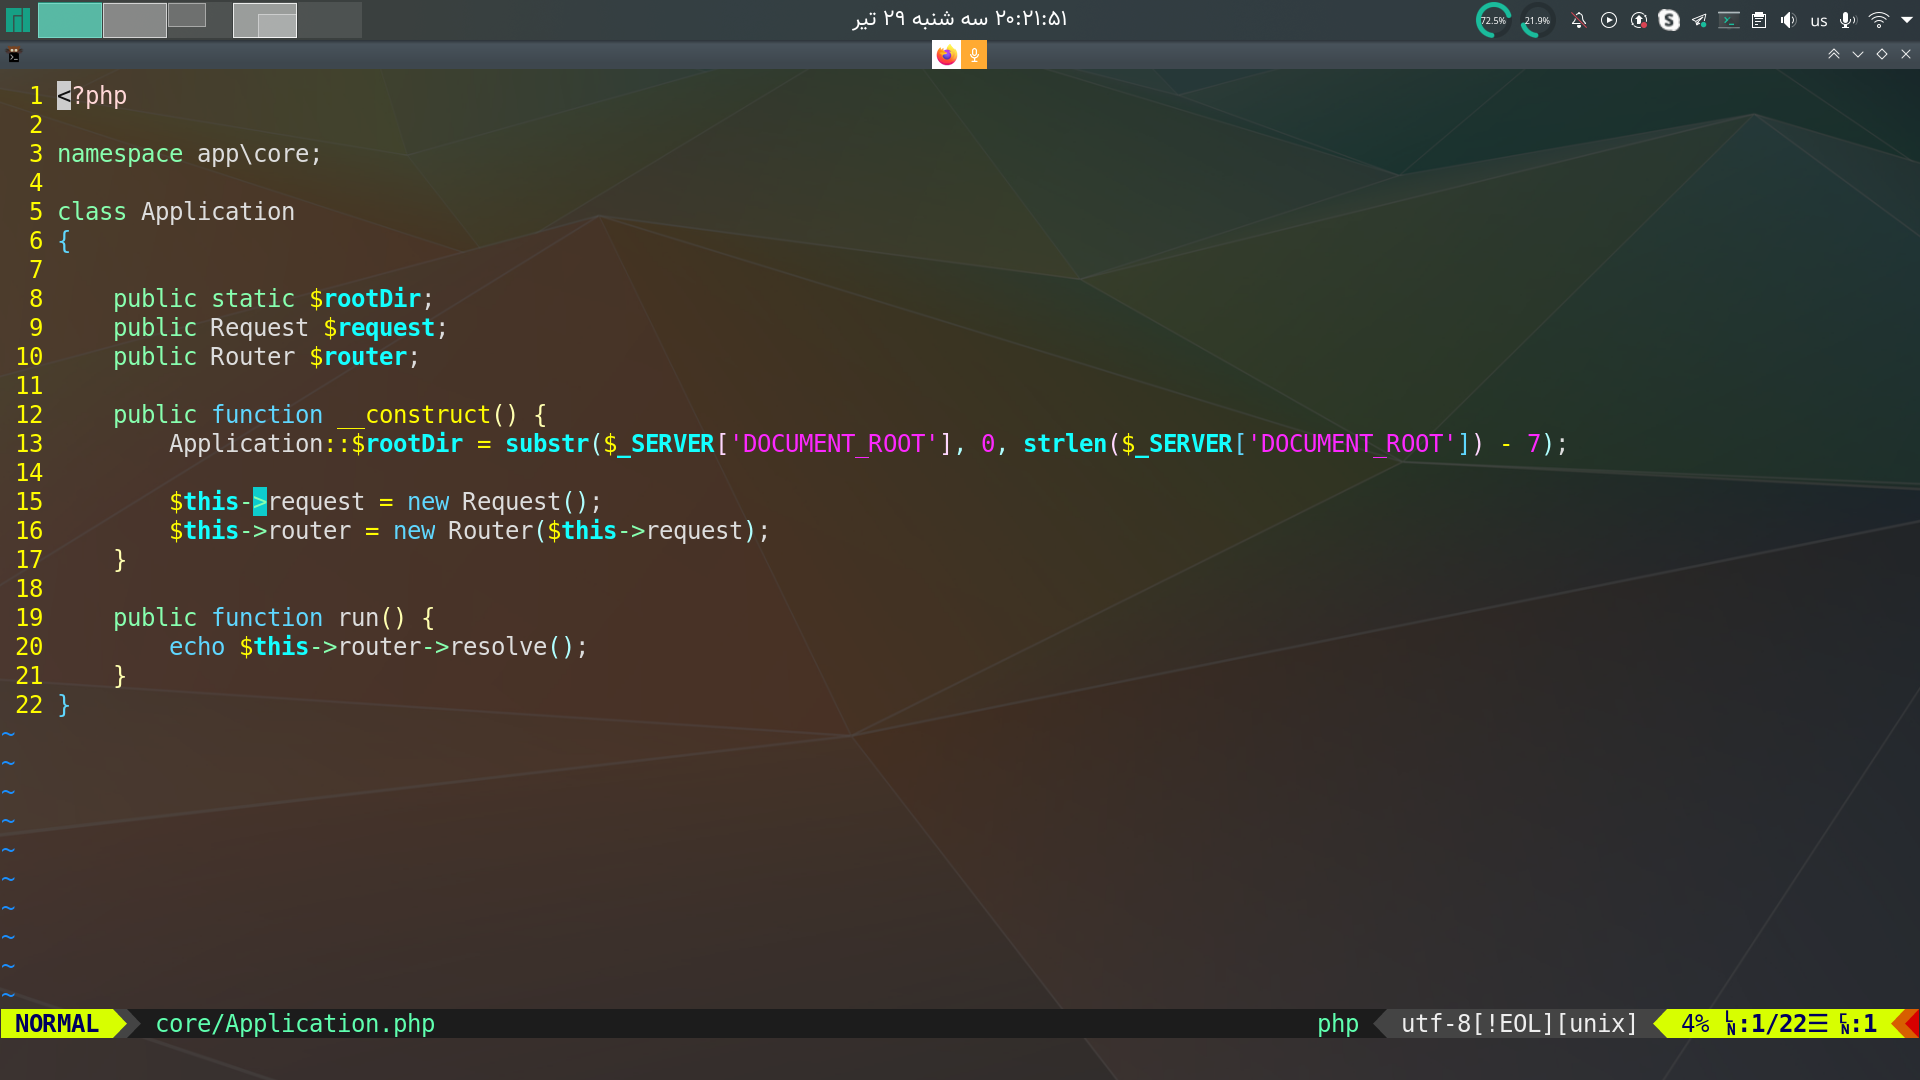 ۲۰:۲۱:۵۱ سه شنبه ۲۹ تیر
72.5%
21.9%
us
1 <?php
2
3 namespace app\core;
4
5 class Application
6 {
7
8     public static $rootDir;
9     public Request $request;
10     public Router $router;
11
12     public function __construct() {
13         Application::$rootDir = substr($_SERVER['DOCUMENT_ROOT'], 0, strlen($_SERVER['DOCUMENT_ROOT']) - 7);
14
15         $this->request = new Request();
16         $this->router = new Router($this->request);
17     }
18
19     public function run() {
20         echo $this->router->resolve();
21     }
22 }
~
~
~
~
~
~
~
~
~
~
NORMAL core/Application.php php utf-8[!EOL][unix] 4% ㏑:1/22☰ ㏇:1